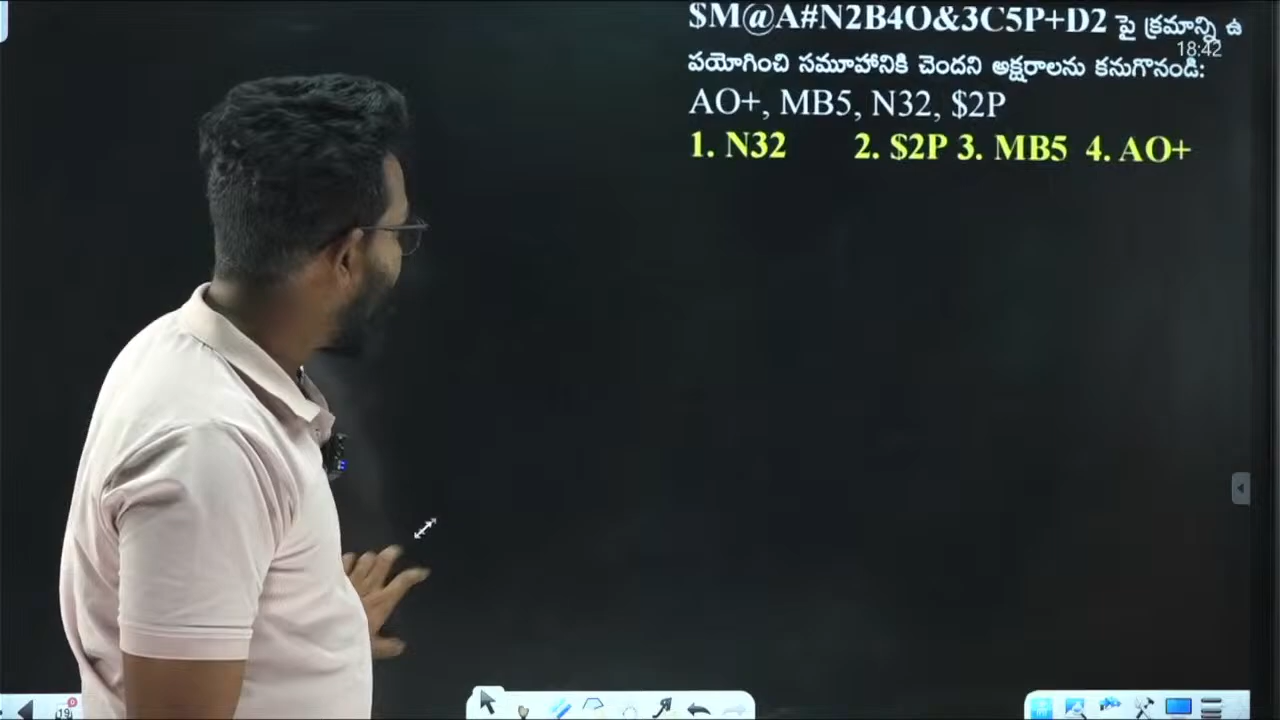 $M@A#N2B4O&3C5P+D2 పై క్రమాన్ని ఉ
పయోగించి సమూహానికి చెందని అక్షరాలను కనుగొనండి:
18:42
AO+, MB5, N32, $2P
1. N32 2. $2P 3. MB5 4. AO+